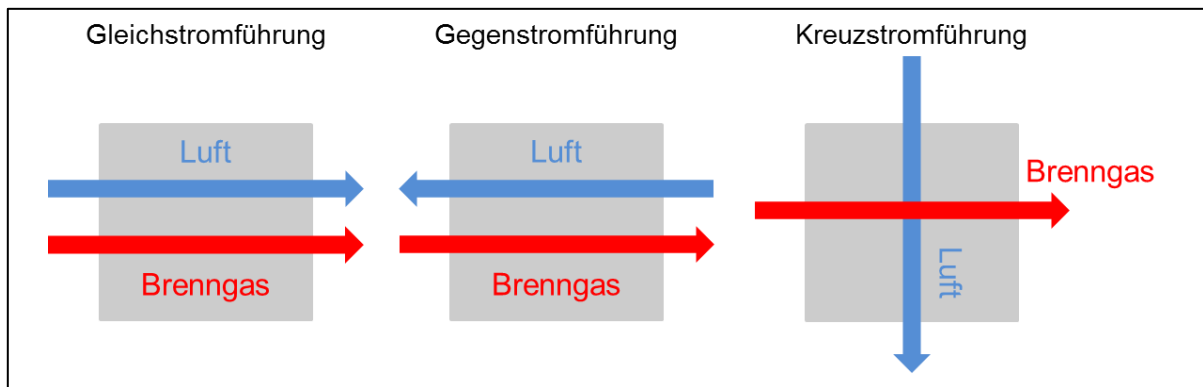 Gleichstromführung
Gegenstromführung
Kreuzstromführung
Luft
Brenngas
Luft
Brenngas
Brenngas
Luft